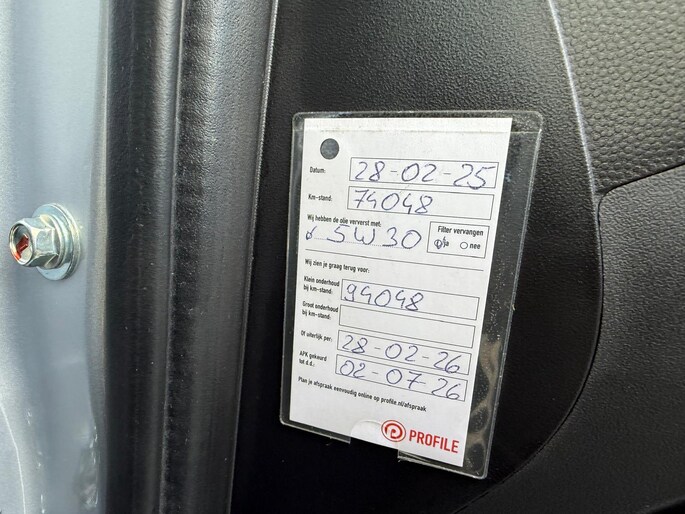 Datum: 28-02-25
Km-stand: 74048
Wij hebben de olie ververst met: Filter vervangen
5W30 ja nee
Wij zien je graag terug voor:
Klein onderhoud
bij km-stand: 94048
Groot onderhoud
bij km-stand:
Of uiterlijk per: 28-02-26
APK gekeurd
tot d.d.: 02-07-26
Plan je afspraak eenvoudig online op profile.nl/afspraak
PROFILE